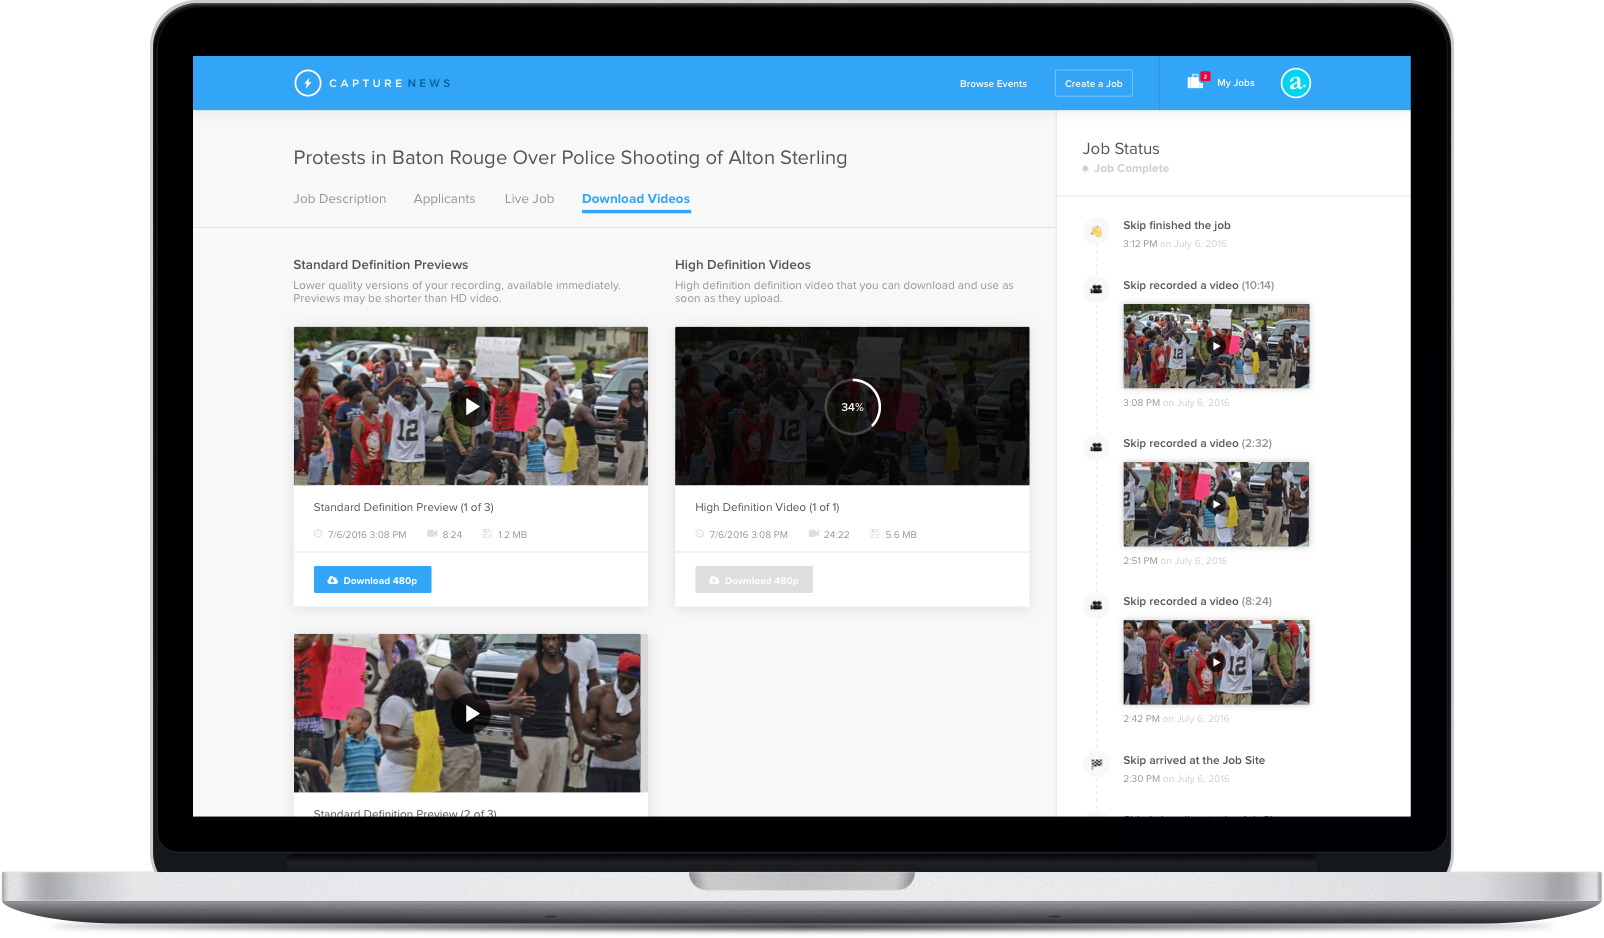 CAPTURE NEWS
Browse Events
Create a Job
2
My Jobs
a.
Protests in Baton Rouge Over Police Shooting of Alton Sterling
Job Description
Applicants
Live Job
Download Videos
Standard Definition Previews
Lower quality versions of your recording, available immediately.
Previews may be shorter than HD video.
12
Standard Definition Preview (1 of 3)
7/6/2016 3:08 PM
8:24
1.2 MB
Download 480p
Standard Definition Preview (2 of 3)
High Definition Videos
High definition definition video that you can download and use as
soon as they upload.
34%
High Definition Video (1 of 1)
7/6/2016 3:08 PM
24:22
5.6 MB
Download 480p
Job Status
Job Complete
Skip finished the job
3:12 PM on July 6, 2016
Skip recorded a video (10:14)
12
3:08 PM on July 6, 2016
Skip recorded a video (2:32)
2:51 PM on July 6, 2016
Skip recorded a video (8:24)
12
2:42 PM on July 6, 2016
Skip arrived at the Job Site
2:30 PM on July 6, 2016